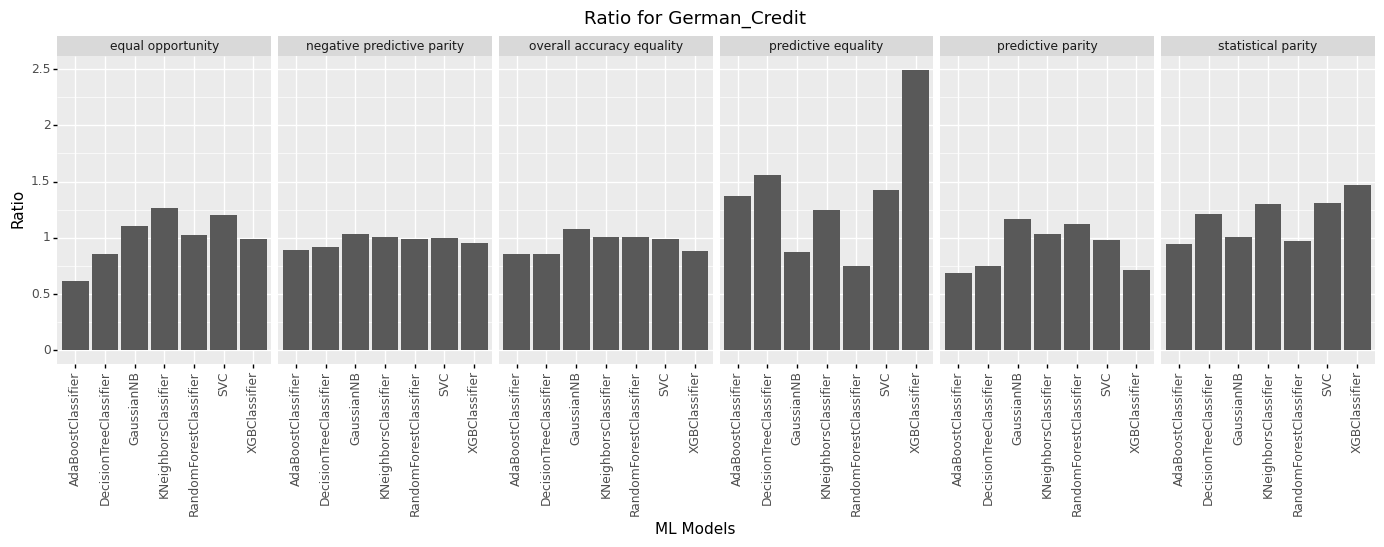 Ratio for German_Credit
equal opportunity
negative predictive parity
overall accuracy equality
predictive equality
predictive parity
statistical parity
Ratio
2.5
2
1.5
1
0.5
0
AdaBoostClassifier
DecisionTreeClassifier
GaussianNB
KNeighborsClassifier
RandomForestClassifier
SVC
XGBClassifier
AdaBoostClassifier
DecisionTreeClassifier
GaussianNB
KNeighborsClassifier
RandomForestClassifier
SVC
XGBClassifier
AdaBoostClassifier
DecisionTreeClassifier
GaussianNB
KNeighborsClassifier
RandomForestClassifier
SVC
XGBClassifier
AdaBoostClassifier
DecisionTreeClassifier
GaussianNB
KNeighborsClassifier
RandomForestClassifier
SVC
XGBClassifier
AdaBoostClassifier
DecisionTreeClassifier
GaussianNB
KNeighborsClassifier
RandomForestClassifier
SVC
XGBClassifier
AdaBoostClassifier
DecisionTreeClassifier
GaussianNB
KNeighborsClassifier
RandomForestClassifier
SVC
XGBClassifier
ML Models